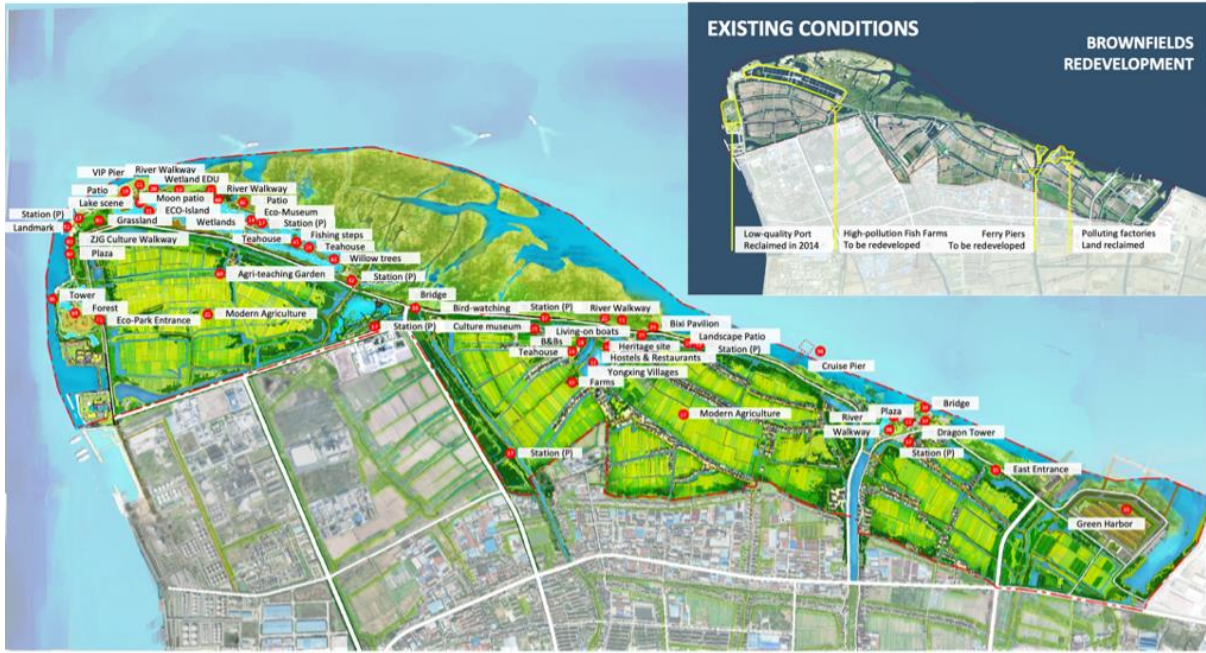 EXISTING CONDITIONS
BROWNFIELDS
REDEVELOPMENT
Low-quality Port
Reclaimed in 2014
High-pollution Fish Farms
To be redeveloped
Ferry Piers
To be redeveloped
Polluting factories
Land reclaimed
VIP Pier
River Walkway
Wetland EDU
Patio
River Walkway
Lake scene
Moon patio
Patio
Station (P)
ECO-Island
Eco-Museum
Landmark
Grassland
Wetlands
Station (P)
ZJG Culture Walkway
Teahouse
Fishing steps
Plaza
Teahouse
Willow trees
Agri-teaching Garden
Station (P)
Tower
Bridge
Forest
Bird-watching
Station (P)
River Walkway
Eco-Park Entrance
Modern Agriculture
Station (P)
Culture museum
Living-on boats
Bixi Pavilion
B&Bs
Heritage site
Landscape Patio
Teahouse
Hostels & Restaurants
Station (P)
Yongxing Villages
Cruise Pier
Farms
Modern Agriculture
River
Walkway
Plaza
Bridge
Dragon Tower
Station (P)
Station (P)
East Entrance
Green Harbor